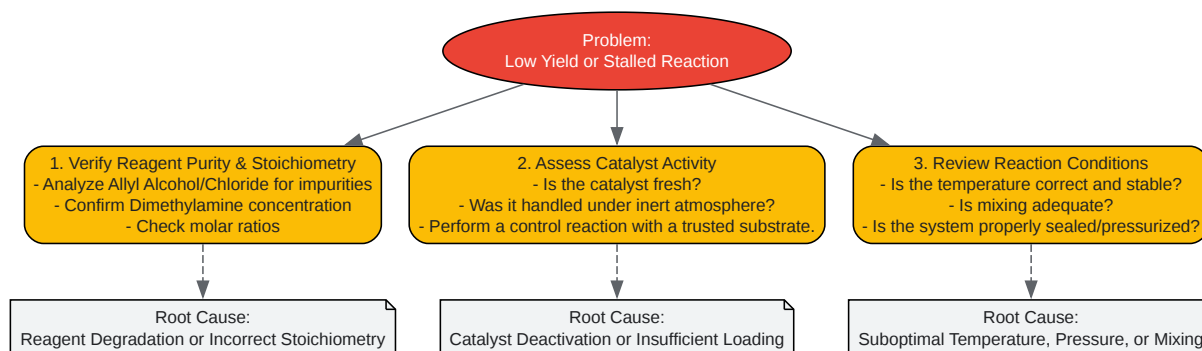 Problem:
Low Yield or Stalled Reaction
1. Verify Reagent Purity & Stoichiometry
- Analyze Allyl Alcohol/Chloride for impurities
- Confirm Dimethylamine concentration
- Check molar ratios
2. Assess Catalyst Activity
- Is the catalyst fresh?
- Was it handled under inert atmosphere?
- Perform a control reaction with a trusted substrate.
3. Review Reaction Conditions
- Is the temperature correct and stable?
- Is mixing adequate?
- Is the system properly sealed/pressurized?
Root Cause:
Reagent Degradation or Incorrect Stoichiometry
Root Cause:
Catalyst Deactivation or Insufficient Loading
Root Cause:
Suboptimal Temperature, Pressure, or Mixing